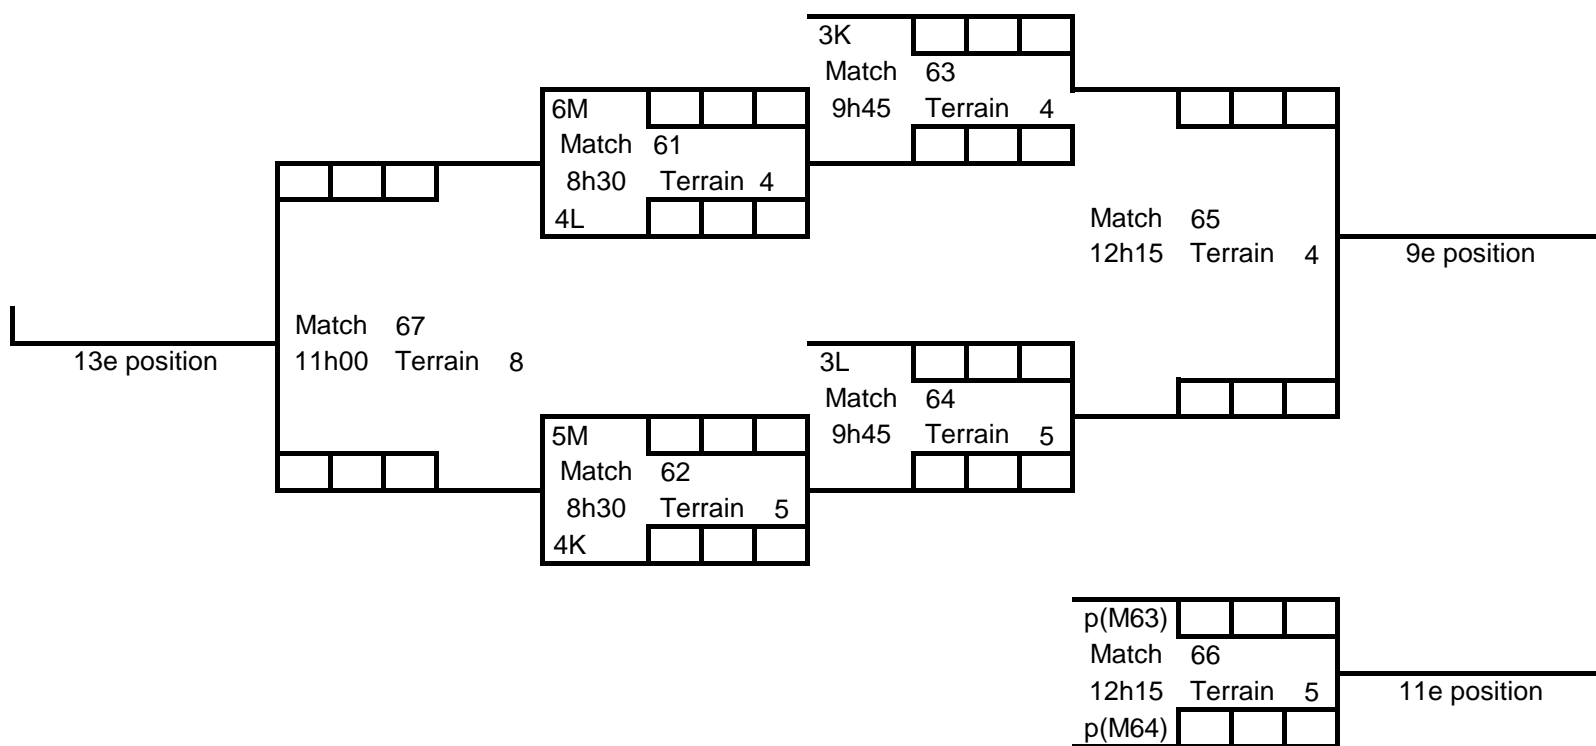 3K
Match 63
9h45 Terrain 4
6M
Match 61
8h30 Terrain 4
4L
Match 65
12h15 Terrain 4
9e position
Match 67
11h00 Terrain 8
13e position
3L
Match 64
9h45 Terrain 5
5M
Match 62
8h30 Terrain 5
4K
p(M63)
Match 66
12h15 Terrain 5
11e position
p(M64)